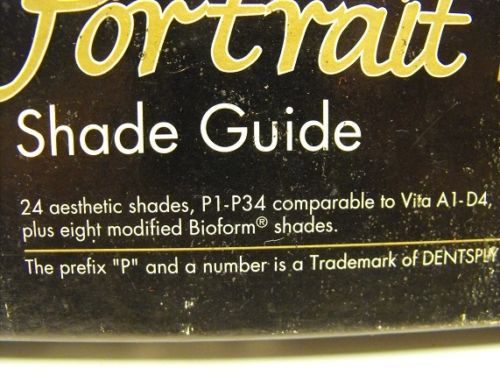 Portrait
Shade Guide
24 aesthetic shades, P1-P34 comparable to Vita A1-D4,
plus eight modified Bioform® shades.
The prefix "P" and a number is a Trademark of DENTSPLY